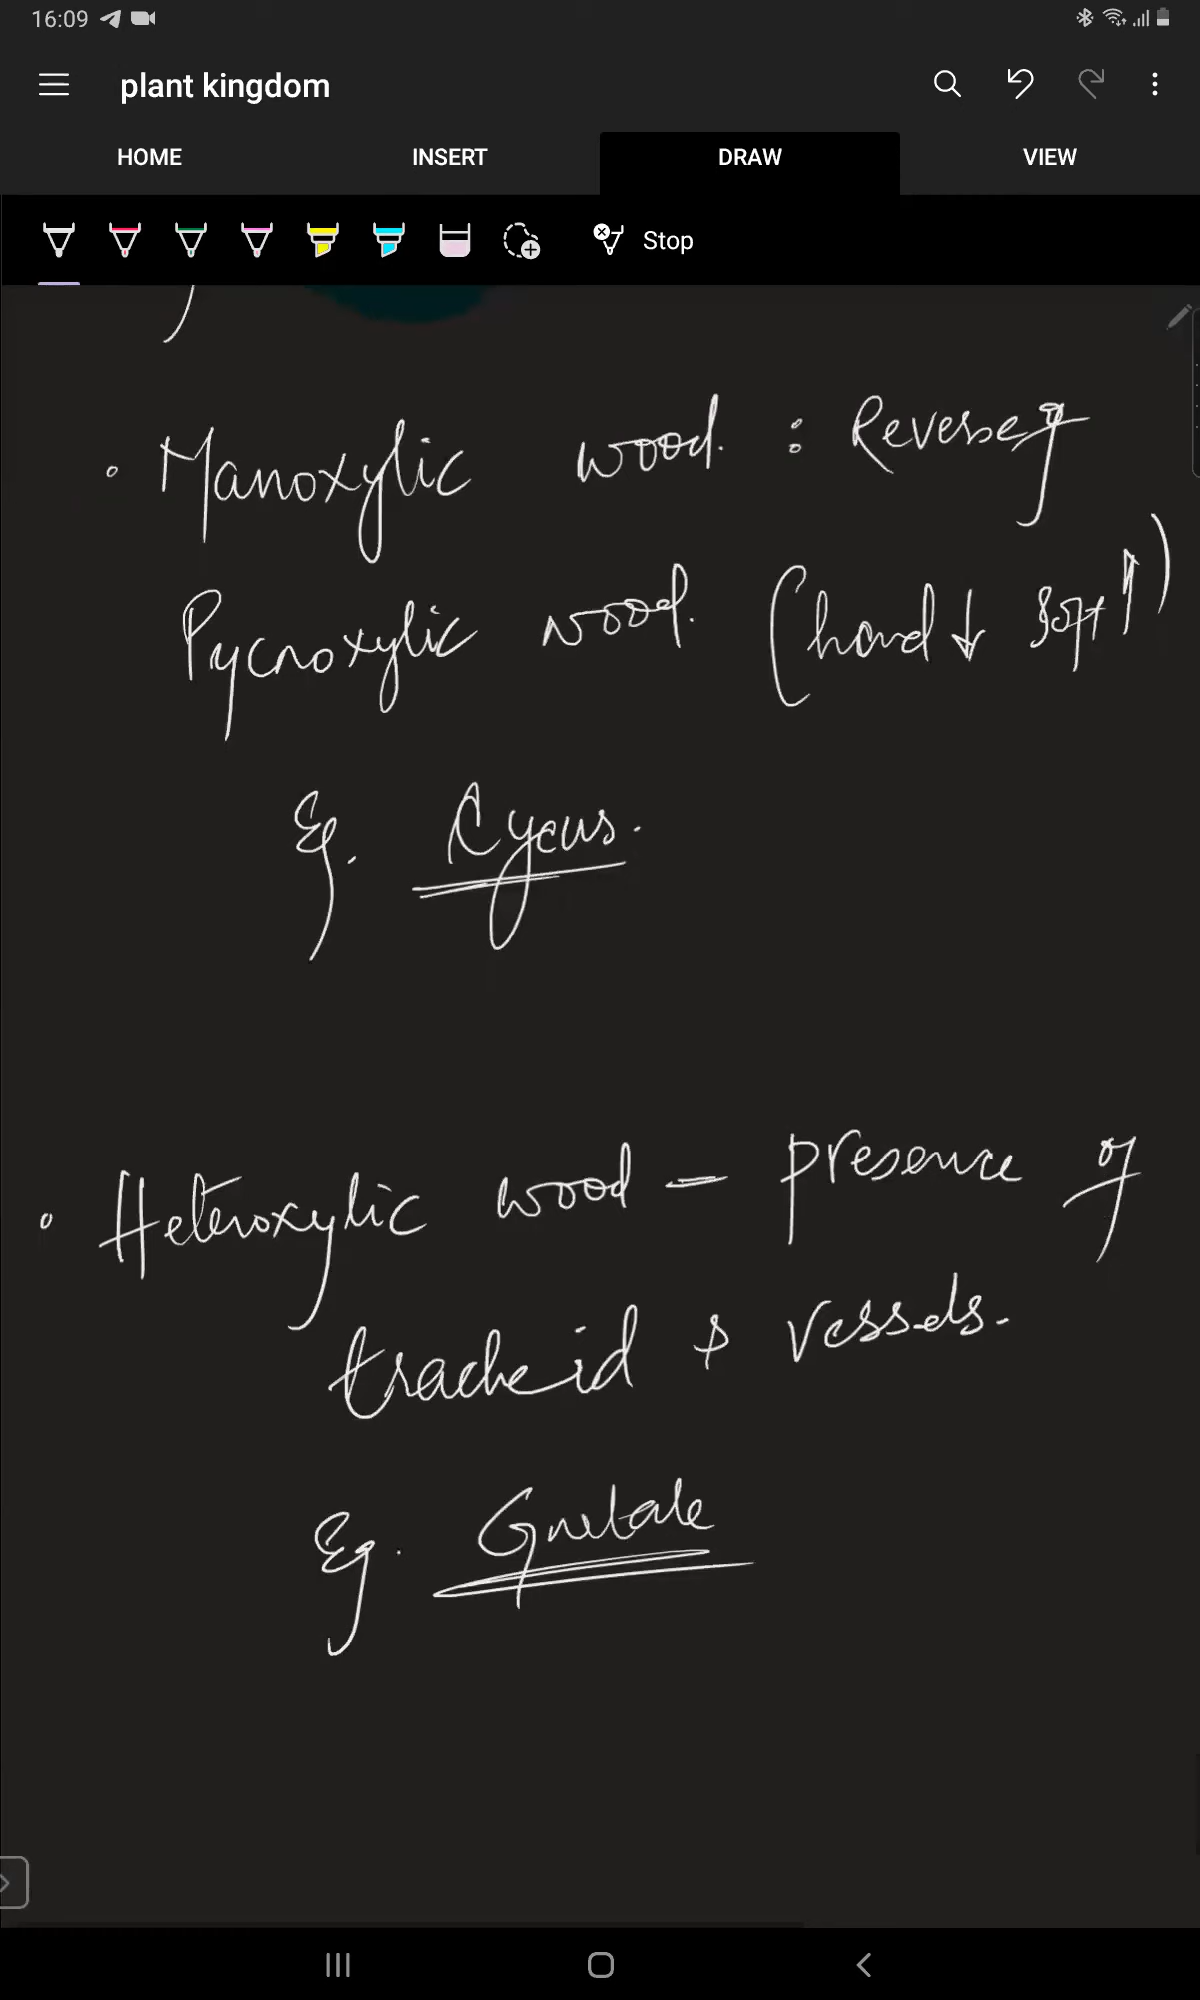 16:09
plant kingdom
HOME INSERT DRAW VIEW
Stop
Manoxylic wood. : Reverse of
Pycnoxylic wood. (hard ↓ soft ↑)
Eg. Cycus.
Heteroxylic wood - presence of
tracheid & vessels.
Eg. Gnetale